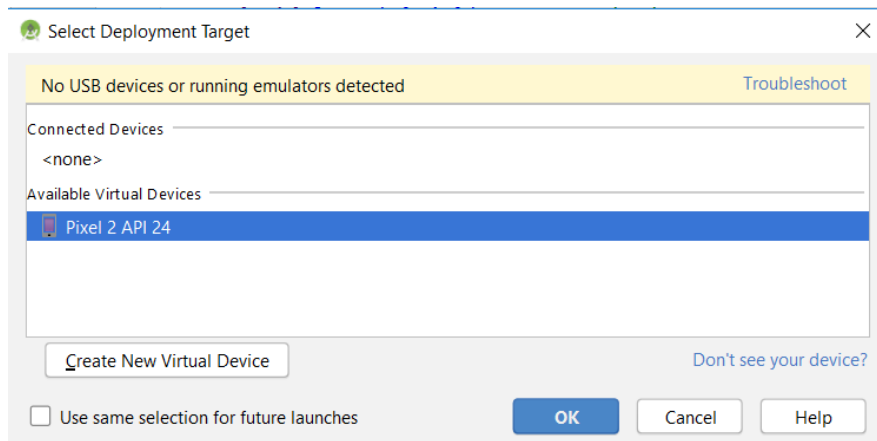 Select Deployment Target
No USB devices or running emulators detected Troubleshoot
Connected Devices
<none>
Available Virtual Devices
Pixel 2 API 24
Create New Virtual Device Don't see your device?
Use same selection for future launches OK Cancel Help